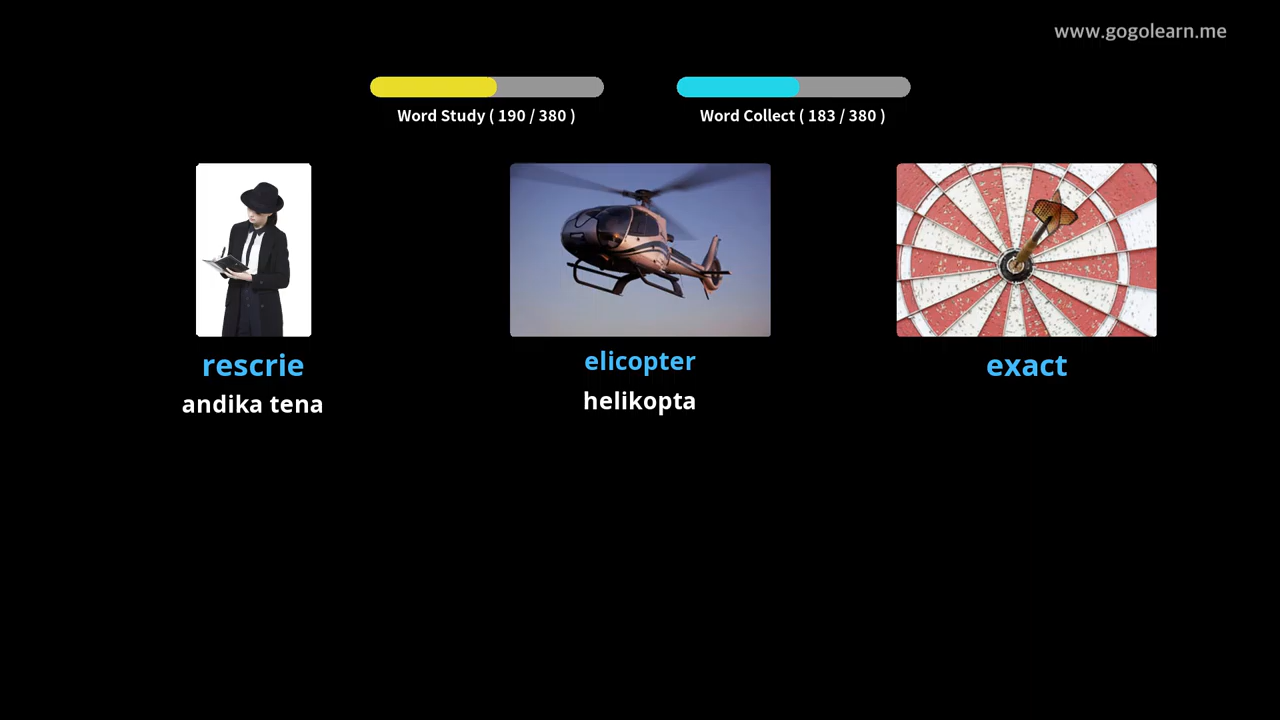 www.gogolearn.me
Word Study ( 190 / 380 )
Word Collect ( 183 / 380 )
rescrie
andika tena
elicopter
helikopta
exact